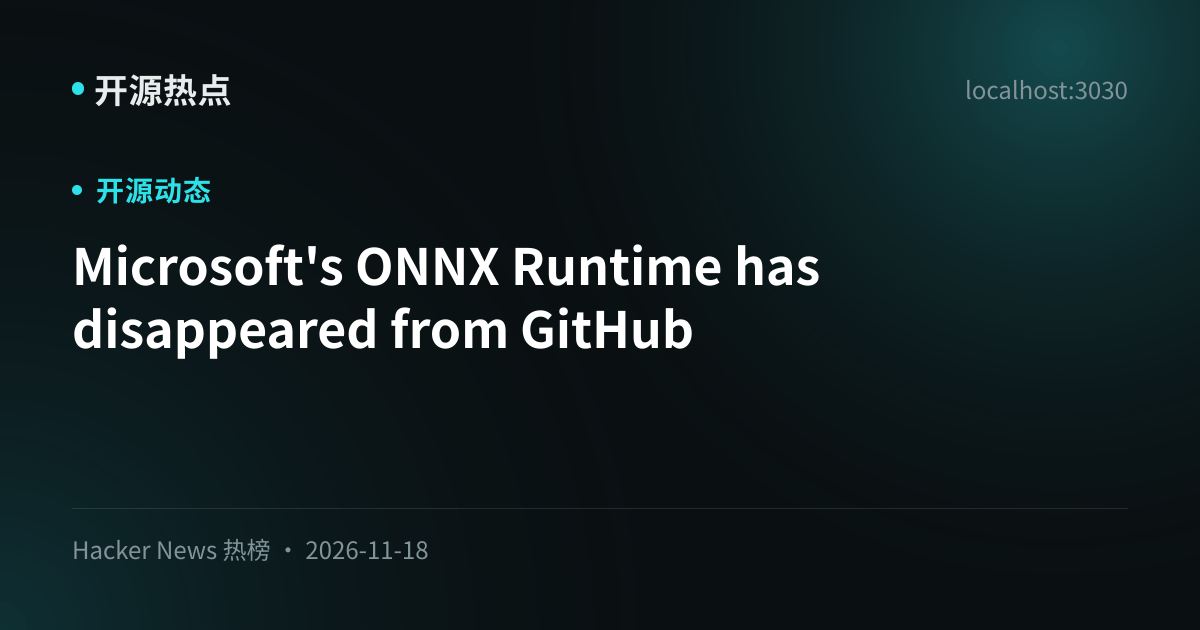 开源热点
localhost:3030
开源动态
Microsoft's ONNX Runtime has
disappeared from GitHub
Hacker News 热榜 · 2026-11-18